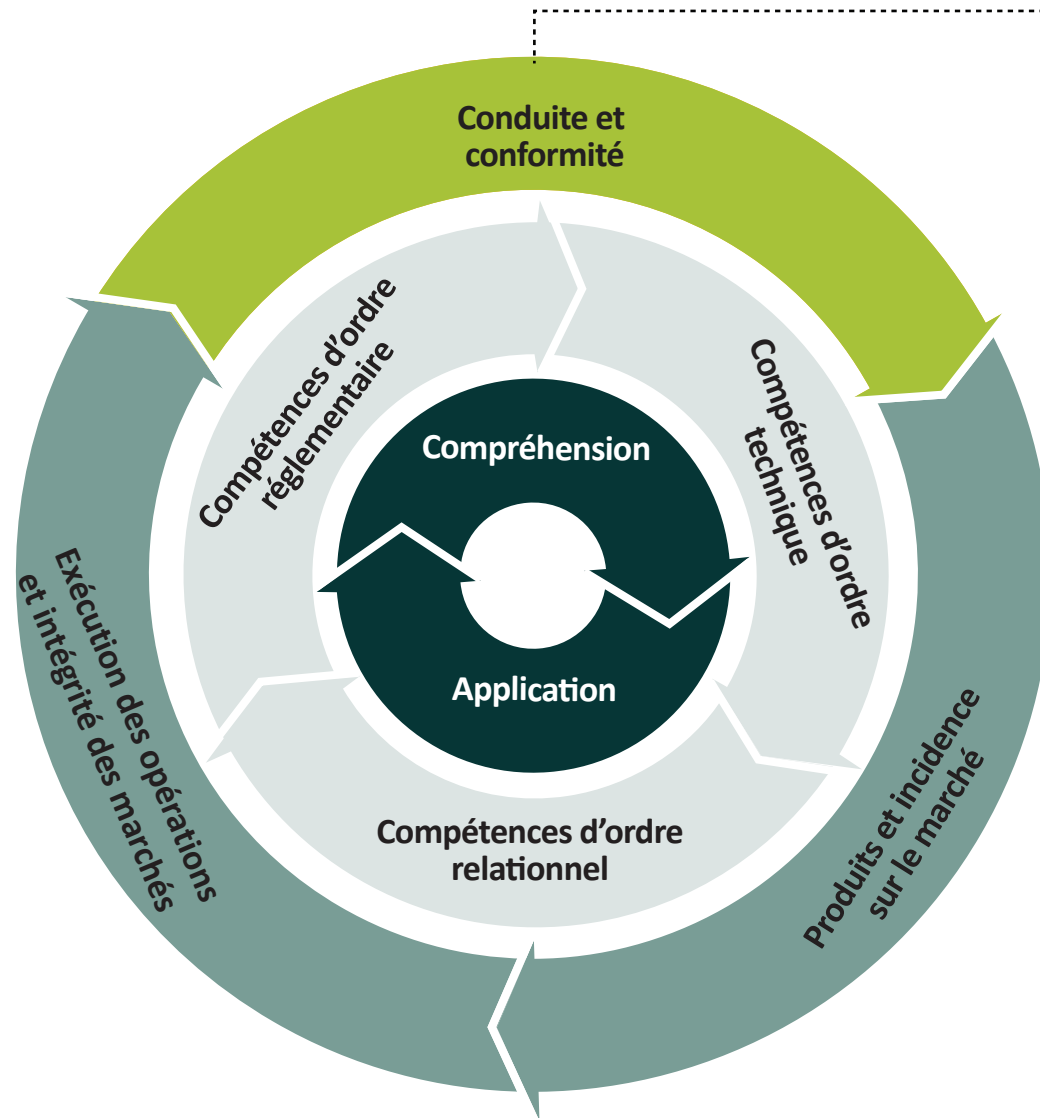 Conduite et
conformité
Compétences d'ordre
réglementaire
Compétences d'ordre
technique
Compréhension
Application
Compétences d'ordre
relationnel
Exécution des opérations
et intégrité des marchés
Produits et incidence
sur le marché